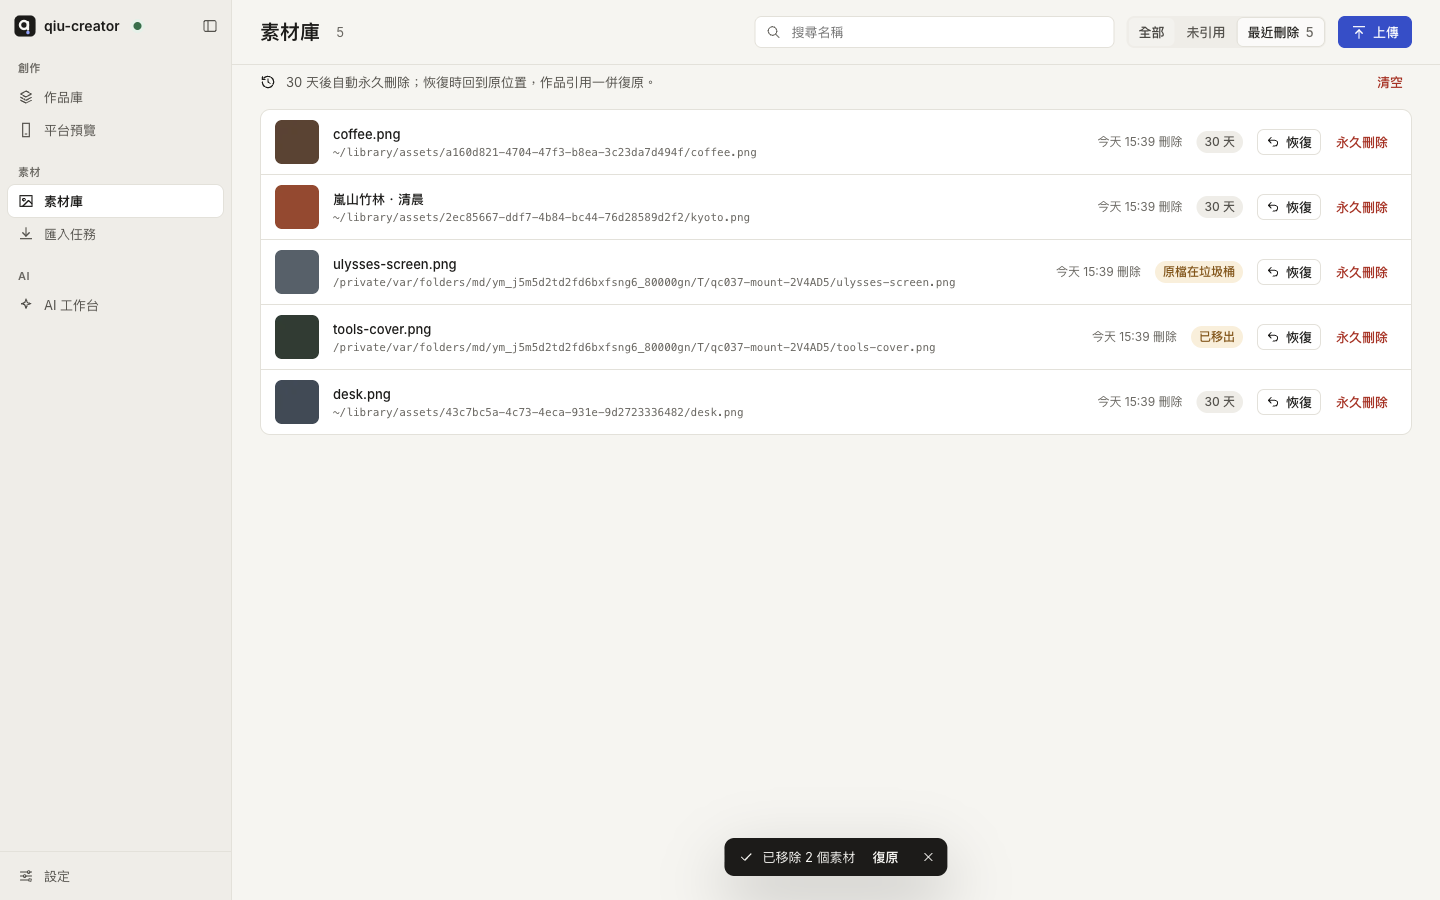 qiu-creator
創作
作品庫
平台預覽
素材
素材庫
匯入任務
AI
AI 工作台
設定
素材庫 5
搜尋名稱
全部 未引用 最近刪除 5
上傳
30 天後自動永久刪除；恢復時回到原位置，作品引用一併復原。
清空
coffee.png
~/library/assets/a160d821-4704-47f3-b8ea-3c23da7d494f/coffee.png
今天 15:39 刪除 30 天 恢復 永久刪除
嵐山竹林 · 清晨
~/library/assets/2ec85667-ddf7-4b84-bc44-76d28589d2f2/kyoto.png
今天 15:39 刪除 30 天 恢復 永久刪除
ulysses-screen.png
/private/var/folders/md/ym_j5m5d2td2fd6bxfsng6_80000gn/T/qc037-mount-2V4AD5/ulysses-screen.png
今天 15:39 刪除 原檔在垃圾桶 恢復 永久刪除
tools-cover.png
/private/var/folders/md/ym_j5m5d2td2fd6bxfsng6_80000gn/T/qc037-mount-2V4AD5/tools-cover.png
今天 15:39 刪除 已移出 恢復 永久刪除
desk.png
~/library/assets/43c7bc5a-4c73-4eca-931e-9d2723336482/desk.png
今天 15:39 刪除 30 天 恢復 永久刪除
已移除 2 個素材 復原